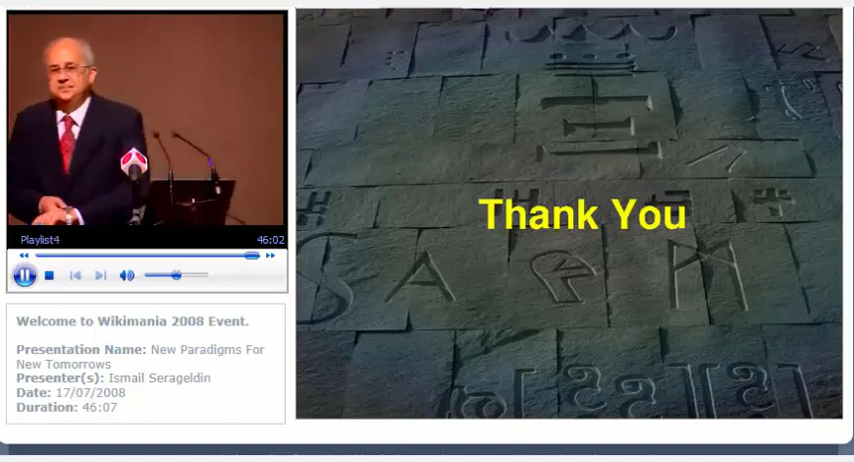 Playlist4 46:02
Welcome to Wikimania 2008 Event.
Presentation Name: New Paradigms For
New Tomorrows
Presenter(s): Ismail Serageldin
Date: 17/07/2008
Duration: 46:07
Thank You